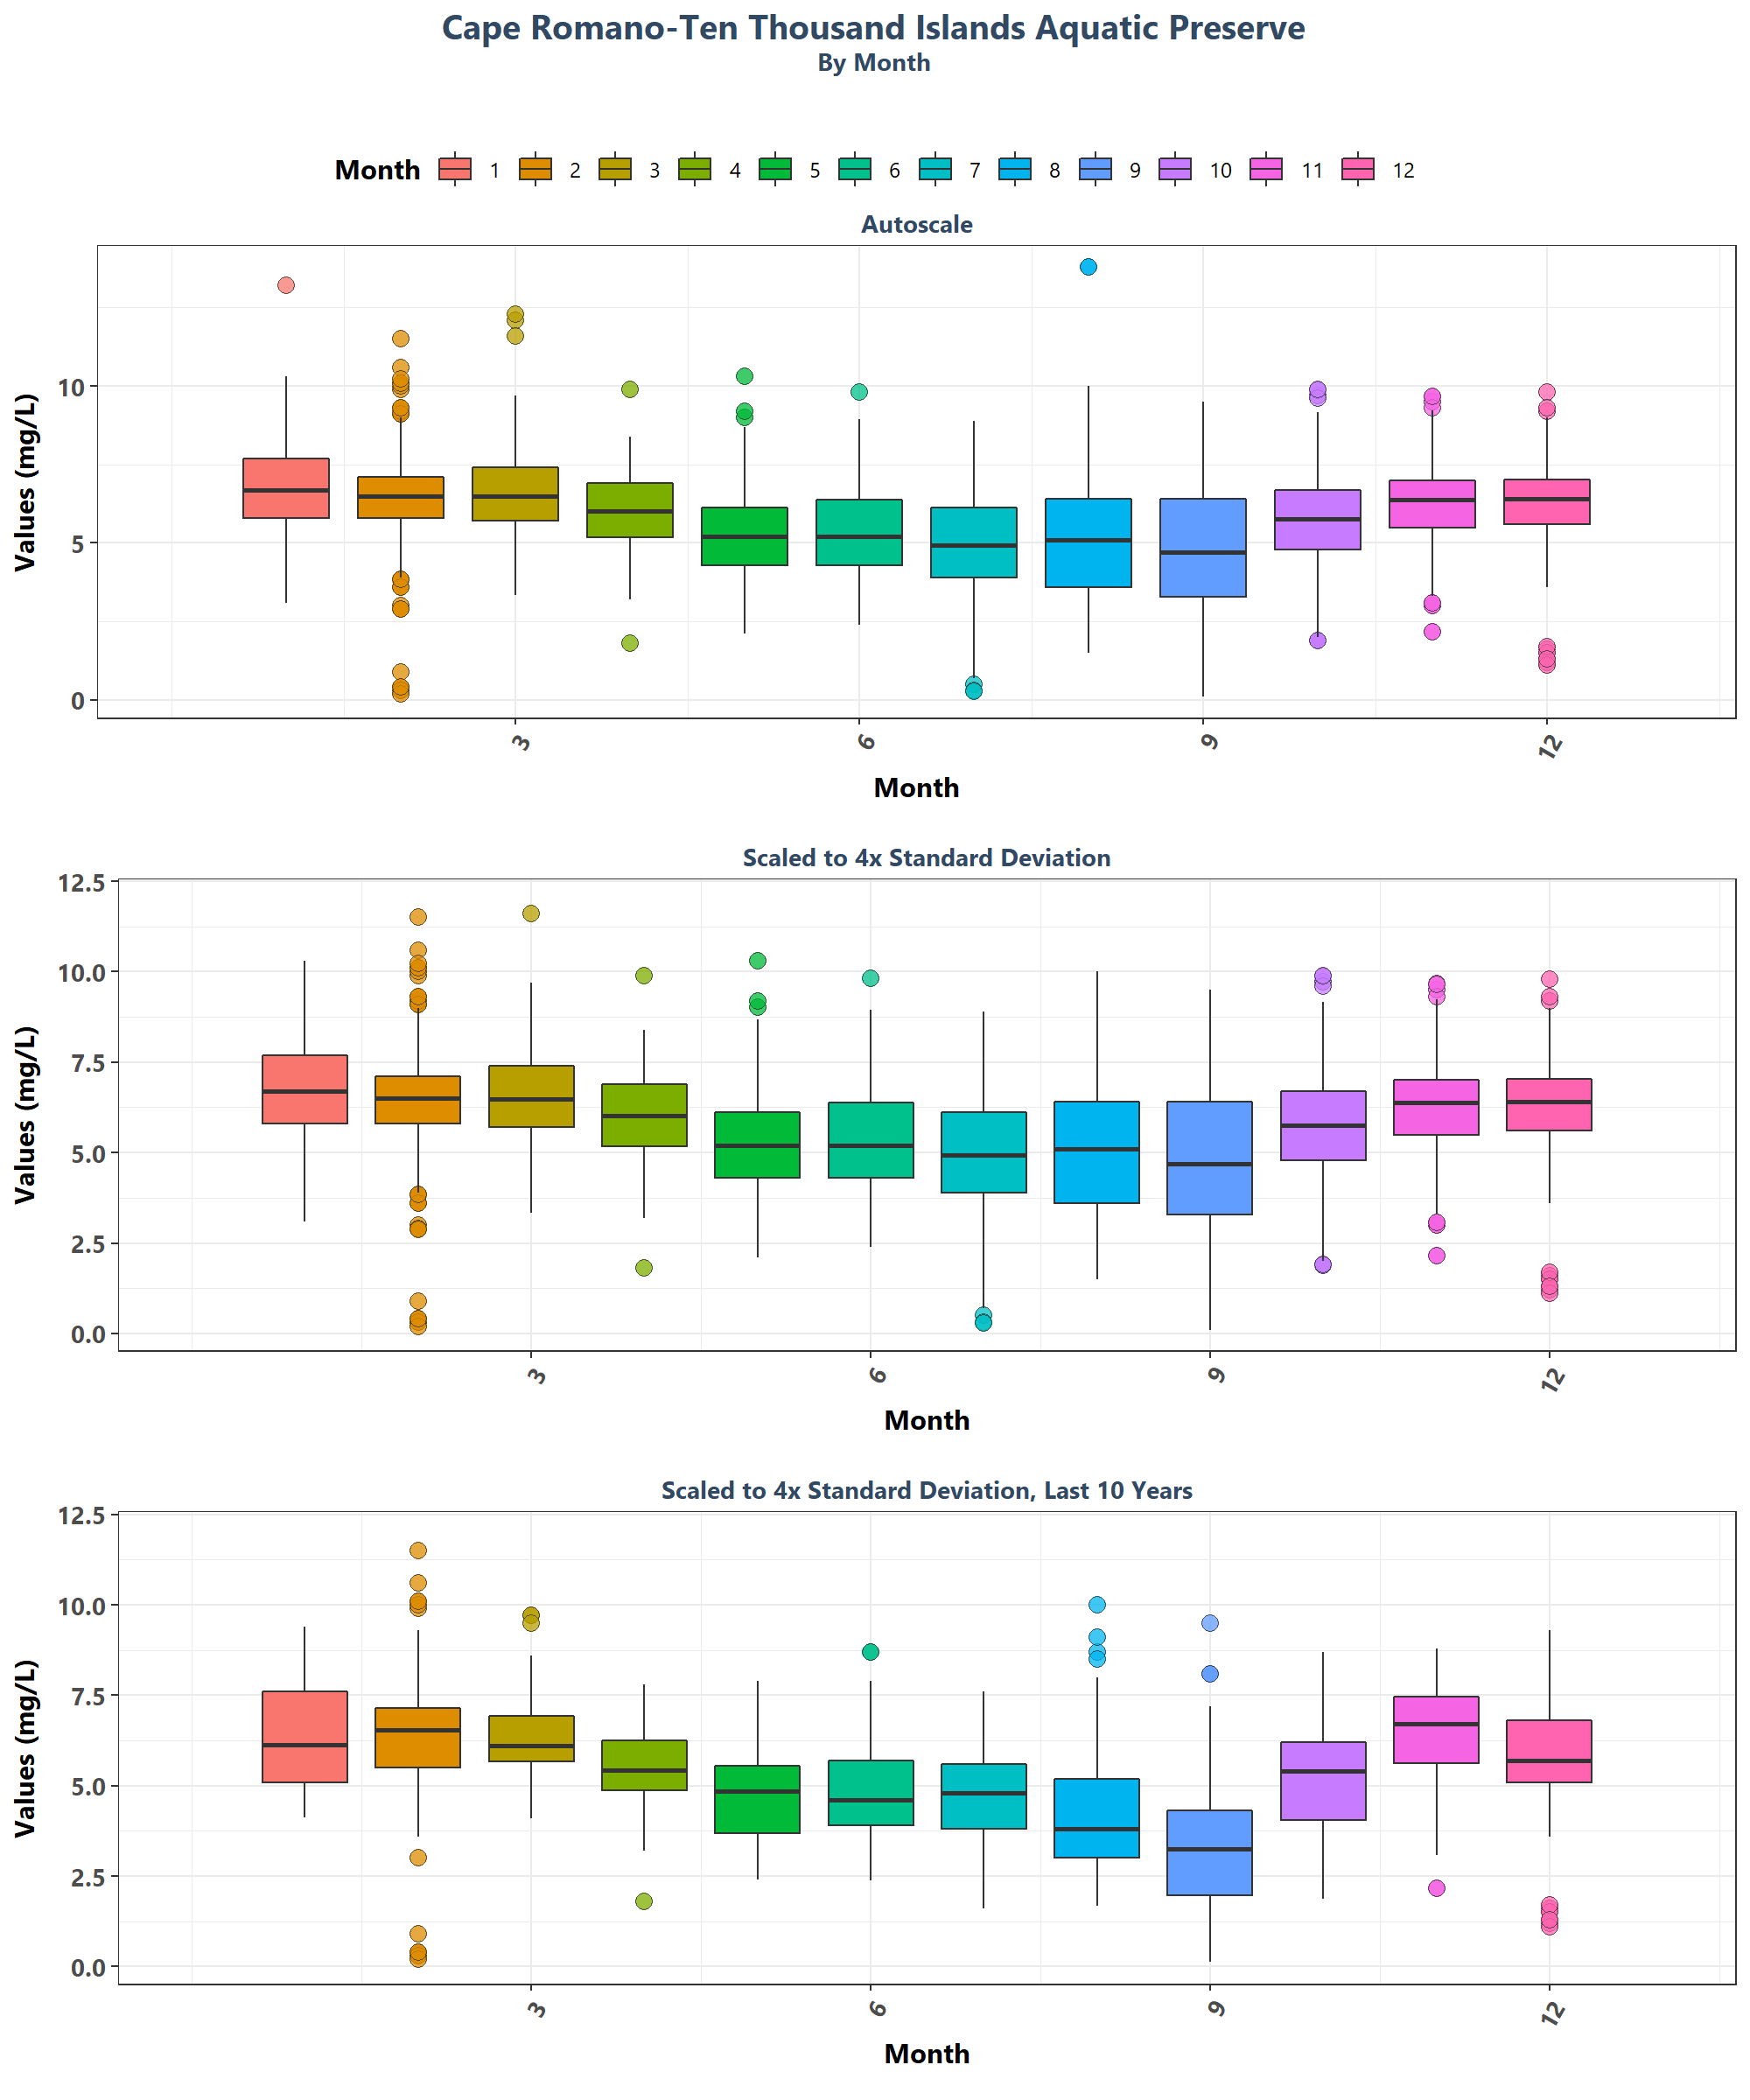 Cape Romano-Ten Thousand Islands Aquatic Preserve
By Month
Month 1 2 3 4 5 6 7 8 9 10 11 12
Autoscale
Values (mg/L)
10
5
0
3 6 9 12
Month
Scaled to 4x Standard Deviation
Values (mg/L)
12.5
10.0
7.5
5.0
2.5
0.0
3 6 9 12
Month
Scaled to 4x Standard Deviation, Last 10 Years
Values (mg/L)
12.5
10.0
7.5
5.0
2.5
0.0
3 6 9 12
Month